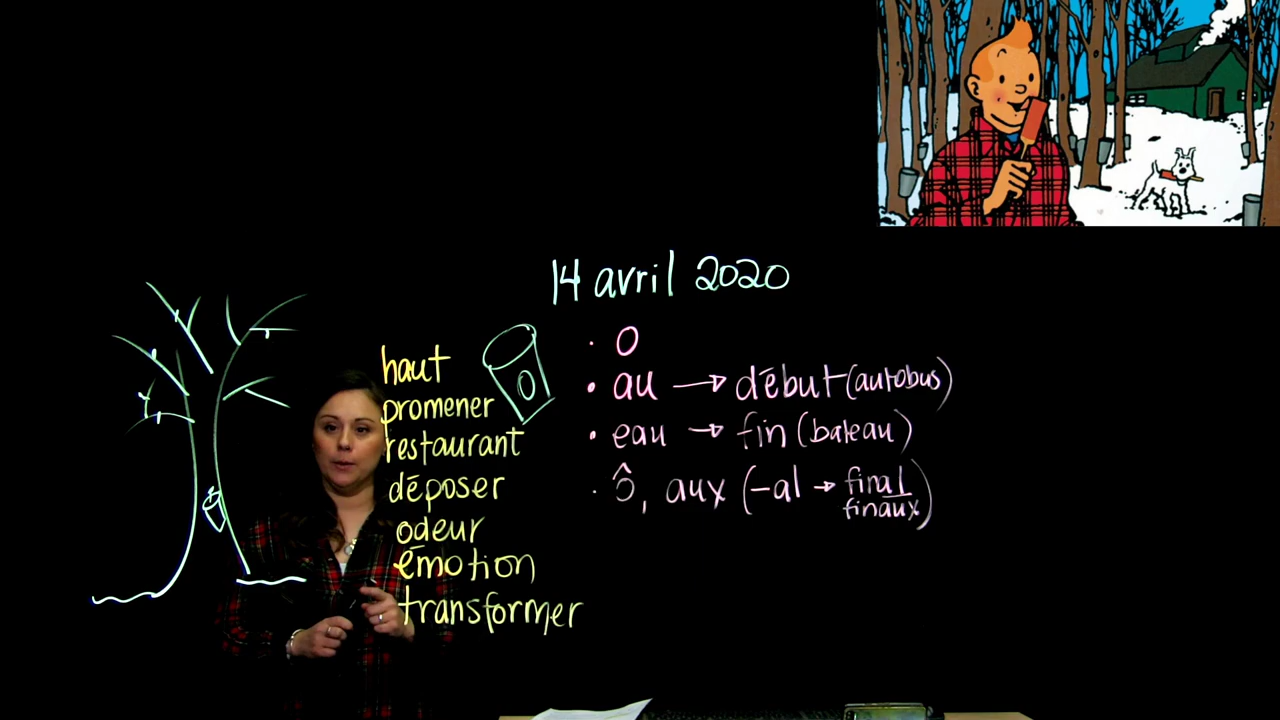 14 avril 2020
haut
promener
restaurant
déposer
odeur
émotion
transformer
O
· O
· au → début (autobus)
· eau → fin (bateau)
· ô, aux (-al → final
finaux)